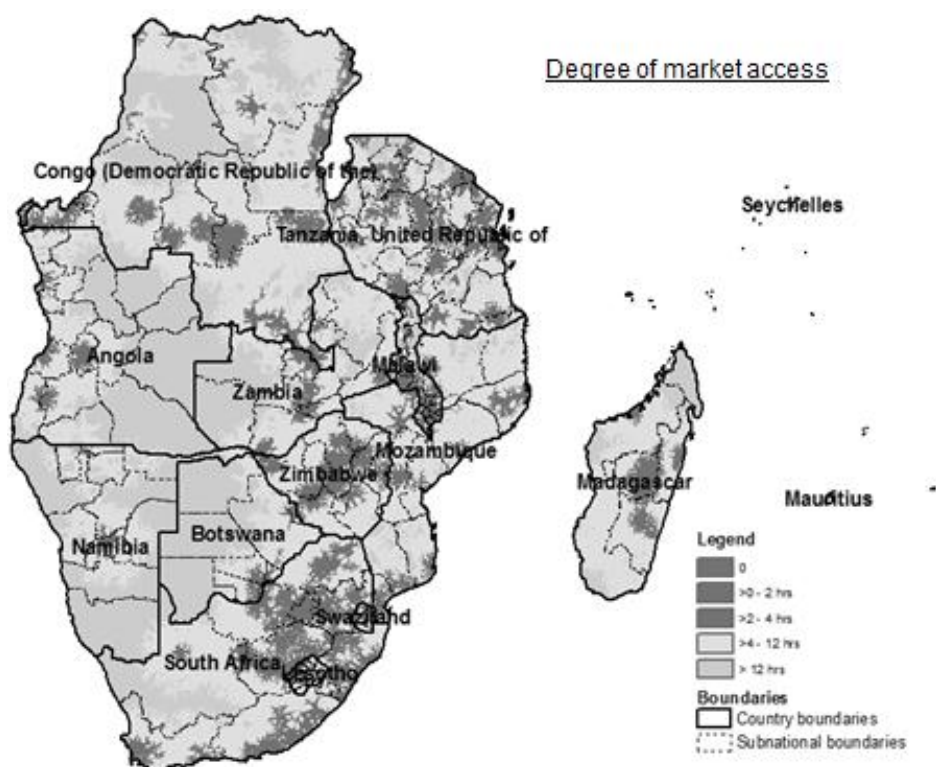 Degree of market access
Congo (Democratic Republic of the)
Seychelles
Tanzania, United Republic of
Angola
Malawi
Zambia
Mozambique
Zimbabwe
Madagascar
Mauritius
Namibia
Botswana
Swaziland
South Africa
Lesotho
Legend
0
>0 - 2 hrs
>2 - 4 hrs
>4 - 12 hrs
> 12 hrs
Boundaries
Country boundaries
Subnational boundaries